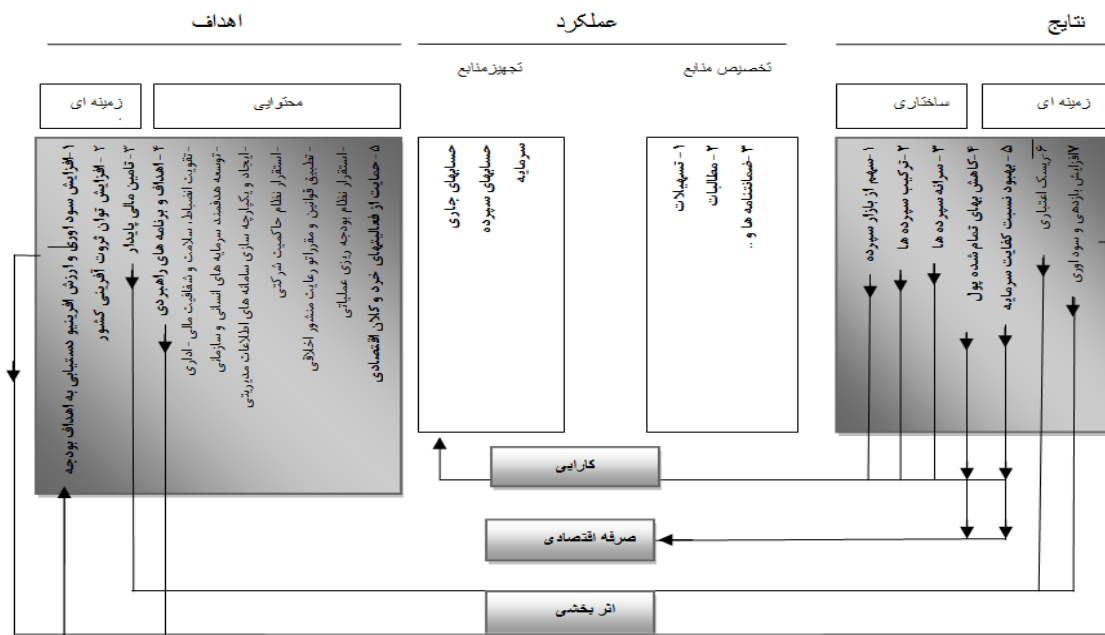 نتایج
عملکرد
اهداف
تخصیص منابع
تجهیزمنابع
زمینه ای
ساختاری
محتوایی
زمینه ای
۱-سهم از بازار سپرده
۲-ترکیب سپرده ها
۳-سرانه سپرده ها
۴-کاهش بهای تمام شده پول
۵-بهبود نسبت کفایت سرمایه
۶-ریسک اعتباری
۷افزایش بازدهی و سود اوری
۱-تسهیلات
۲-مطالبات
۳-ضمانتنامه ها و ..
حسابهای جاری
حسابهای سپرده
سرمایه
۱-افزایش سود اوری و ارزش افرینیو دستیابی به اهداف بودجه
۲-افزایش توان ثروت آفرینی کشور
۳-تامین مالی پایدار
۴-اهداف و برنامه های راهبردی
-تقویت انضباط، سلامت و شفافیت مالی-اداری
-توسعه هدفمند سرمایه های انسانی و سازمانی
-ایجاد و یکپارچه سازی سامانه های اطلاعات مدیریتی
-استقرار نظام حاکمیت شرکتی
-تطبیق قوانین و مقرراتو رعایت منشور اخلاقی
-استقرار نظام بودجه ریزی عملیاتی
۵-حمایت از فعالیتهای خرد و کلان اقتصادی
کارایی
صرفه اقتصادی
اثر بخشی